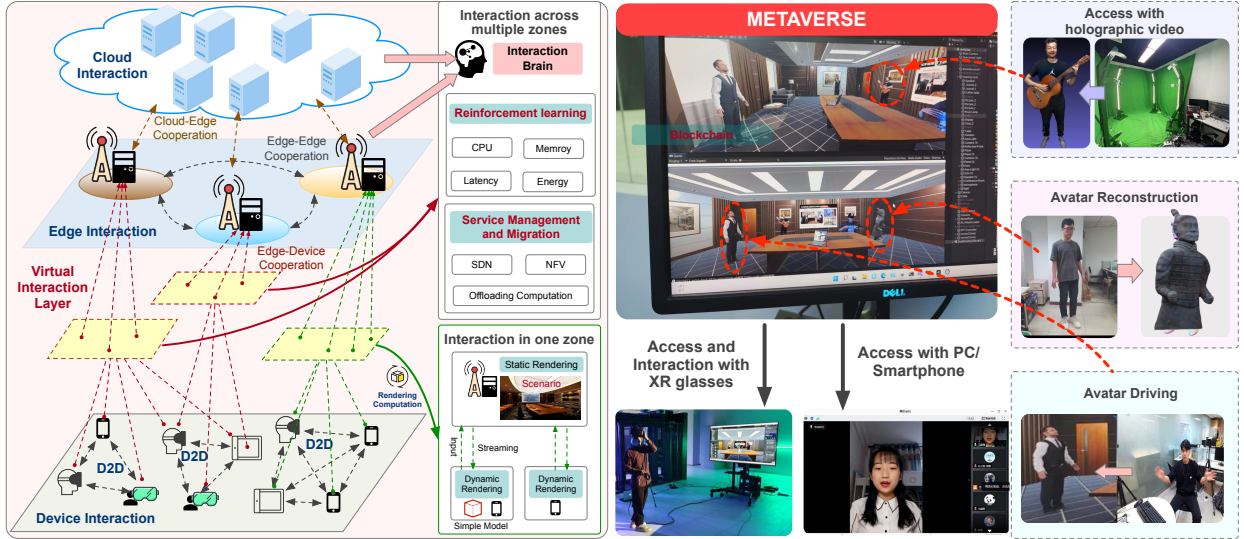 Cloud
Interaction
Cloud-Edge
Cooperation
Edge-Edge
Cooperation
Edge Interaction
Edge-Device
Cooperation
Virtual
Interaction
Layer
Rendering
Computation
D2D
D2D
D2D
Device Interaction
Interaction across
multiple zones
Interaction
Brain
Reinforcement learning
CPU
Memroy
Latency
Energy
Service Management
and Migration
SDN
NFV
Offloading Computation
Interaction in one zone
Static Rendering
Scenario
Input
Streaming
Dynamic
Rendering
Dynamic
Rendering
Simple Model
METAVERSE
Blockchain
DELL
Access and
Interaction with
XR glasses
Access with PC/
Smartphone
Access with
holographic video
Avatar Reconstruction
Avatar Driving